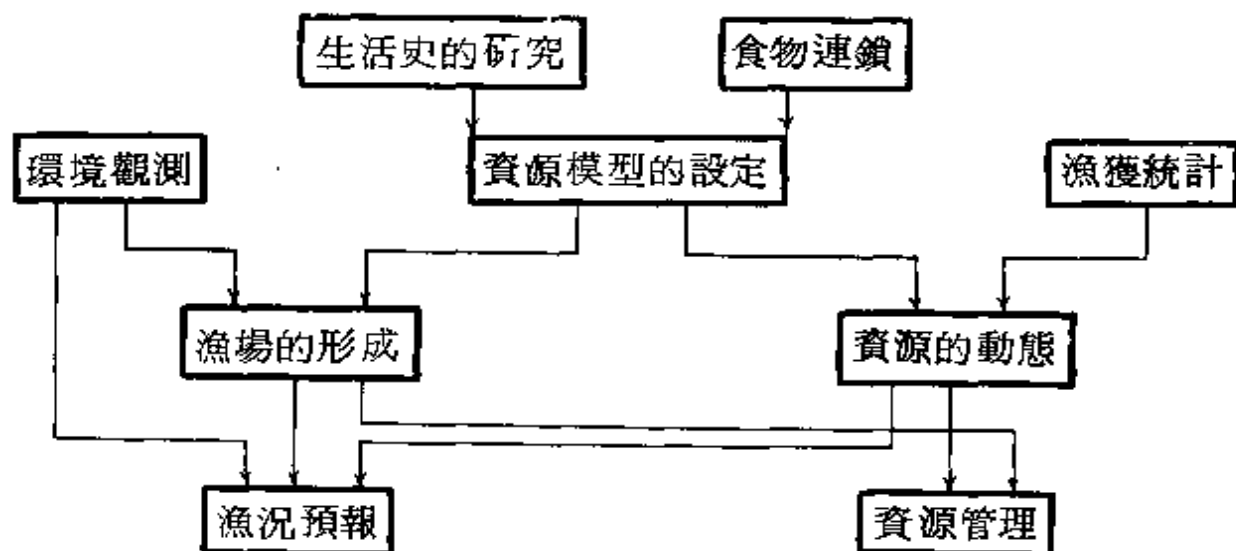 生活史的研究
食物連鎖
環境觀測
資源模型的設定
漁獲統計
漁場的形成
資源的動態
漁況預報
資源管理